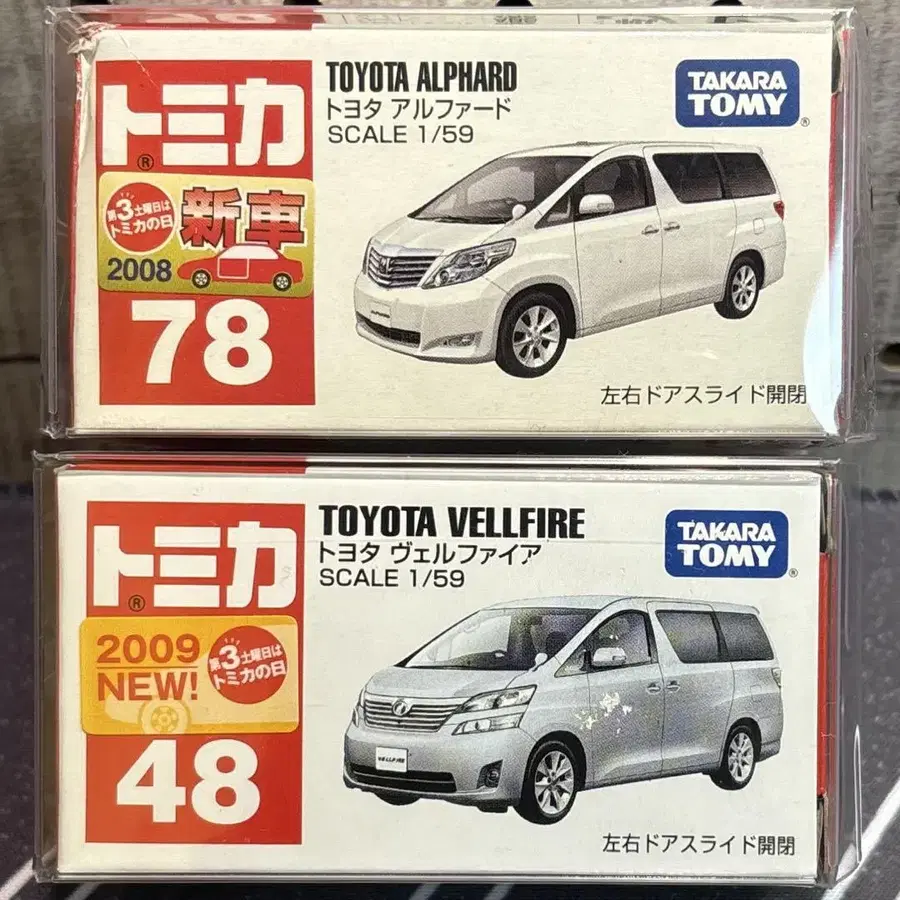 TOYOTA ALPHARD
トヨタ アルファード
SCALE 1/59
TAKARA
TOMY®
トミカ®
第3土曜日は
トミカの日
新車
2008
78
ALPHARD
左右ドアスライド開閉
TOYOTA VELLFIRE
トヨタ ヴェルファイア
SCALE 1/59
TAKARA
TOMY®
トミカ®
2009
NEW!
第3土曜日は
トミカの日
48
VELLFIRE
左右ドアスライド開閉